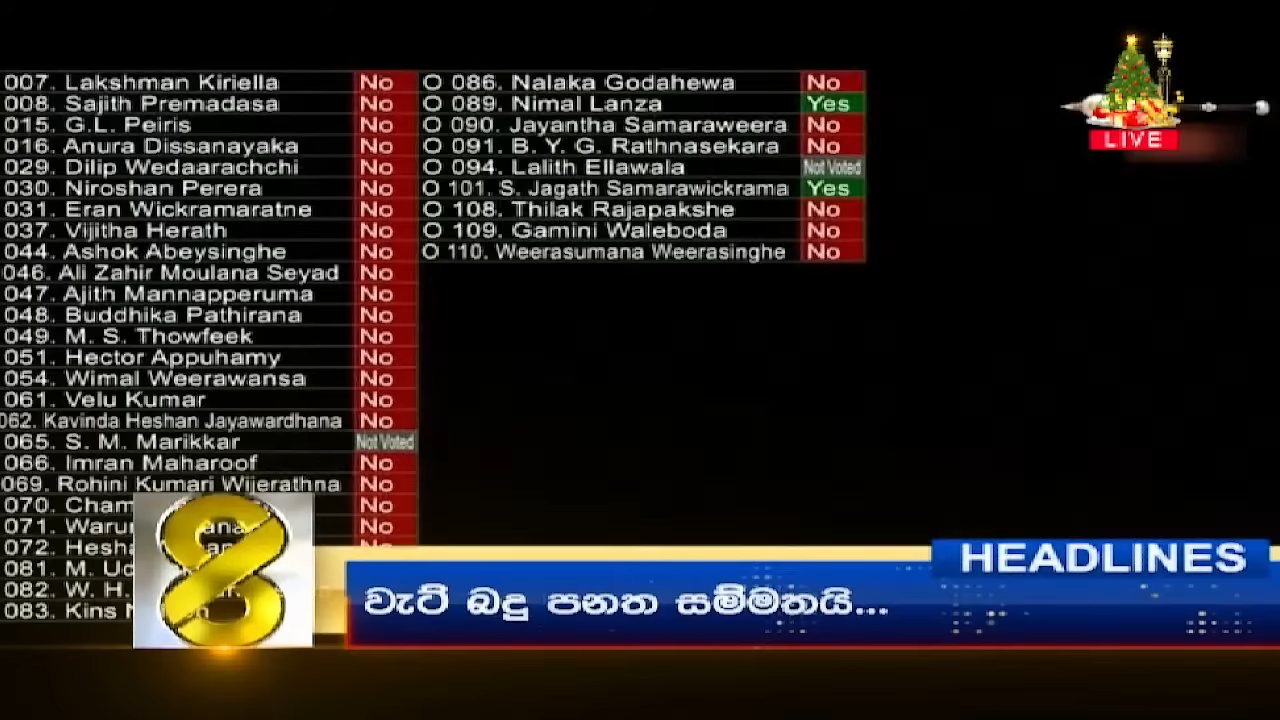 007. Lakshman Kiriella No
008. Sajith Premadasa No
015. G.L. Peiris No
016. Anura Dissanayaka No
029. Dilip Wedaarachchi No
030. Niroshan Perera No
031. Eran Wickramaratne No
037. Vijitha Herath No
044. Ashok Abeysinghe No
046. Ali Zahir Moulana Seyad No
047. Ajith Mannapperuma No
048. Buddhika Pathirana No
049. M. S. Thowfeek No
051. Hector Appuhamy No
054. Wimal Weerawansa No
061. Velu Kumar No
062. Kavinda Heshan Jayawardhana No
065. S. M. Marikkar Not Voted
066. Imran Maharoof No
069. Rohini Kumari Wijerathna No
070. No
071. No
072. No
081. M.
082. W. H.
083. Kins
O 086. Nalaka Godahewa No
O 089. Nimal Lanza Yes
O 090. Jayantha Samaraweera No
O 091. B. Y. G. Rathnasekara No
O 094. Lalith Ellawala Not Voted
O 101. S. Jagath Samarawickrama Yes
O 108. Thilak Rajapakshe No
O 109. Gamini Waleboda No
O 110. Weerasumana Weerasinghe No
LIVE
8
HEADLINES
වැට් බදු පනත සම්මතයි...